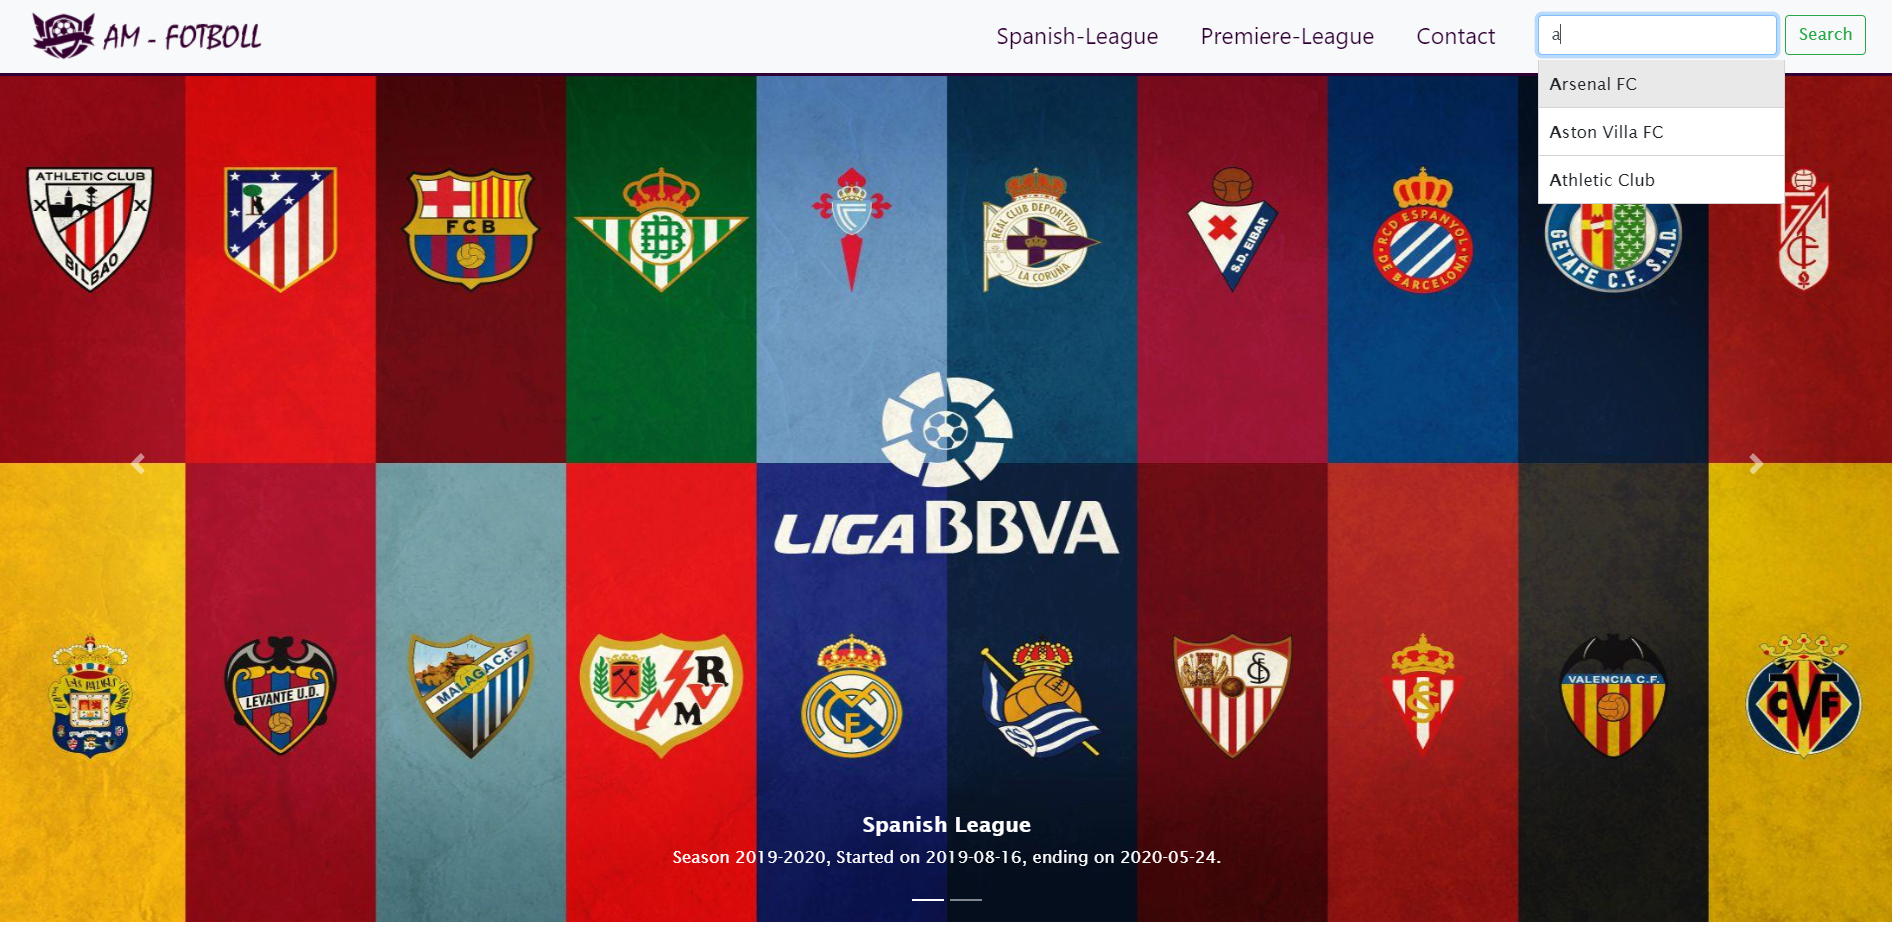 AM - FOTBOLL
Spanish-League
Premiere-League
Contact
a
Search
Arsenal FC
Aston Villa FC
Athletic Club
ATHLETIC CLUB
BILBAO
FCB
REAL CLUB DEPORTIVO
LA CORUÑA
S.D. EIBAR
RCD ESPANYOL
DE BARCELONA
GETAFE C.F. S.A.D.
LIGA BBVA
LAS PALMAS
LEVANTE U.D.
MALAGA C.F.
RVM
VALENCIA C.F.
CVF
Spanish League
Season 2019-2020, Started on 2019-08-16, ending on 2020-05-24.